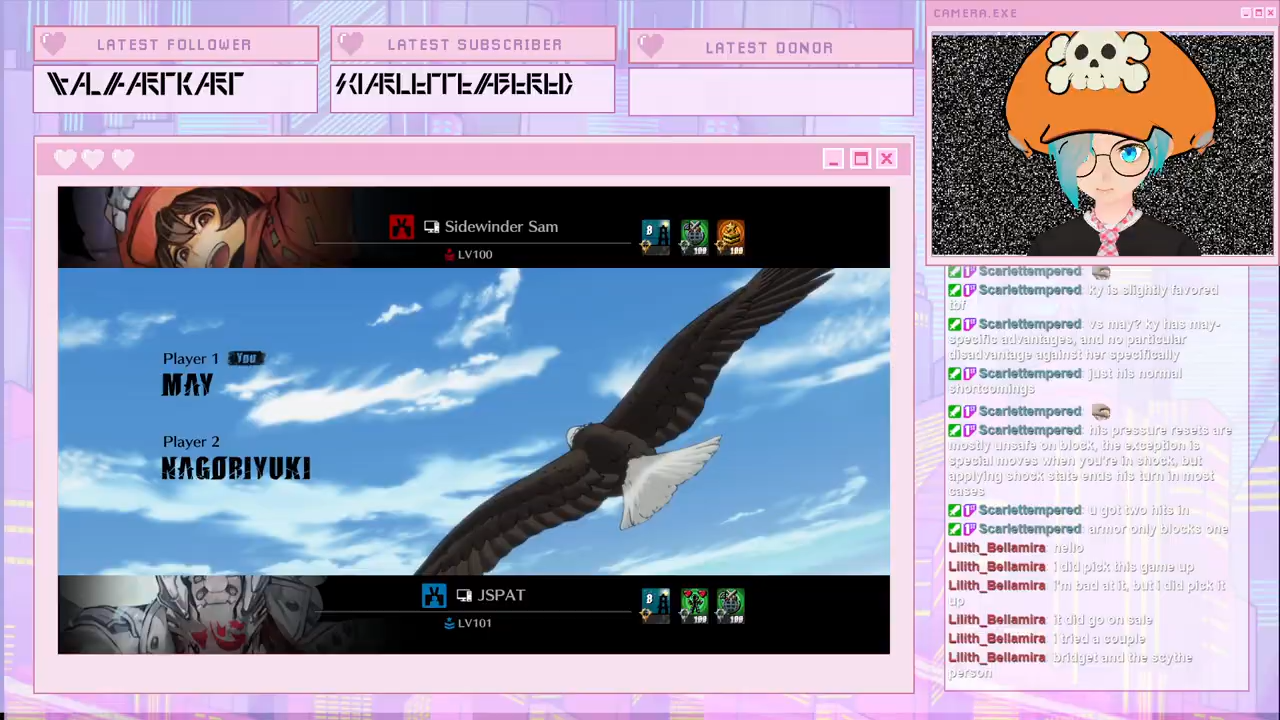 LATEST FOLLOWER
LATEST SUBSCRIBER
LATEST DONOR
CAMERA.EXE
Sidewinder Sam
LV100
8
199
199
Player 1 You
MAY
Player 2
NAGORIYUKI
JSPAT
LV101
8
199
199
Scarlettempered
Scarlettempered: ky is slightly favored
tbf
Scarlettempered: vs may? ky has may-
specific advantages, and no particular
disadvantage against her specifically
Scarlettempered: just his normal
shortcomings
Scarlettempered:
Scarlettempered: his pressure resets are
mostly unsafe on block, the exception is
special moves when you're in shock, but
applying shock state ends his turn in most
cases
Scarlettempered: u got two hits in
Scarlettempered: armor only blocks one
Lilith_Bellamira: hello
Lilith_Bellamira: i did pick this game up
Lilith_Bellamira: i'm bad at it, but i did pick it
up
Lilith_Bellamira: it did go on sale
Lilith_Bellamira: i tried a couple
Lilith_Bellamira: bridget and the scythe
person